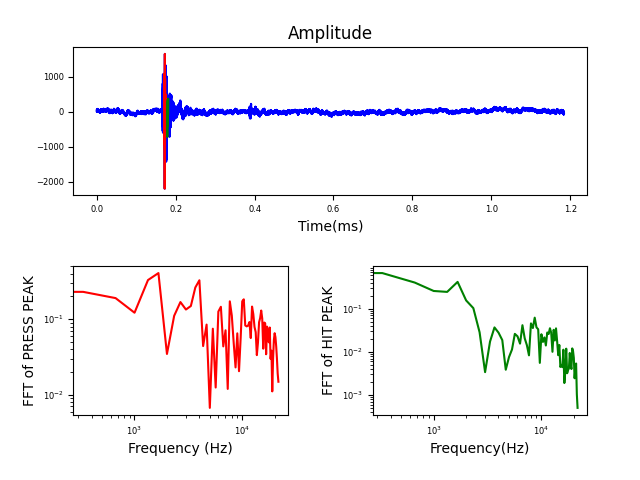 Amplitude
1000
0
−1000
−2000
0.0 0.2 0.4 0.6 0.8 1.0 1.2
Time(ms)
FFT of PRESS PEAK
10⁻¹
10⁻²
10³ 10⁴
Frequency (Hz)
FFT of HIT PEAK
10⁻¹
10⁻²
10⁻³
10³ 10⁴
Frequency(Hz)